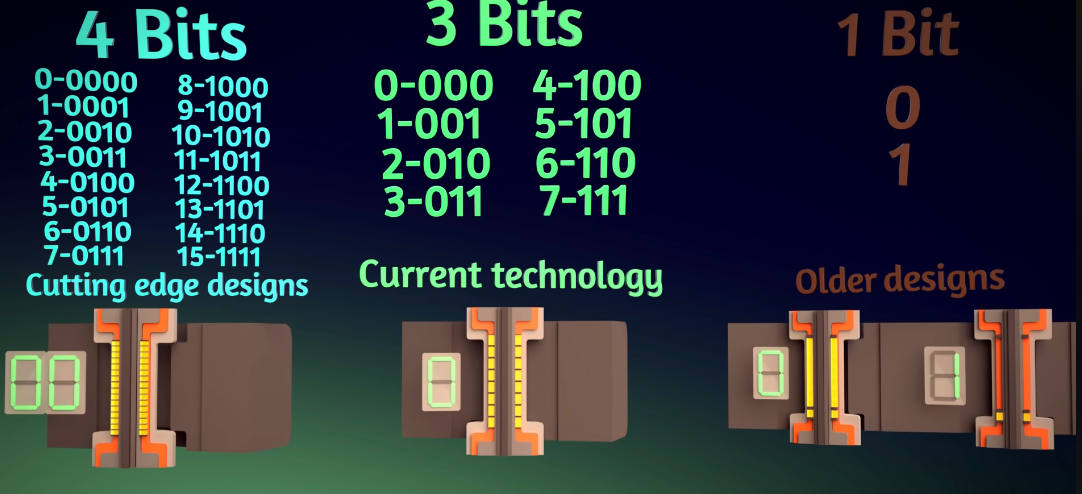 4 Bits
0-0000 8-1000
1-0001 9-1001
2-0010 10-1010
3-0011 11-1011
4-0100 12-1100
5-0101 13-1101
6-0110 14-1110
7-0111 15-1111
Cutting edge designs
00
3 Bits
0-000 4-100
1-001 5-101
2-010 6-110
3-011 7-111
Current technology
0
1 Bit
0
1
Older designs
0 1